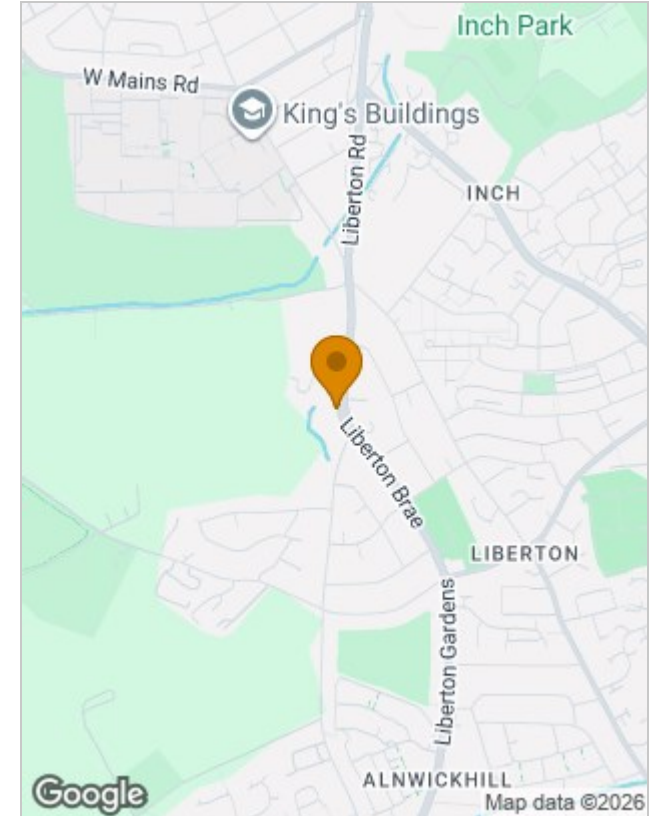 Inch Park
W Mains Rd
King's Buildings
Liberton Rd
INCH
Liberton Brae
LIBERTON
Liberton Gardens
ALNWICKHILL
Google
Map data ©2026